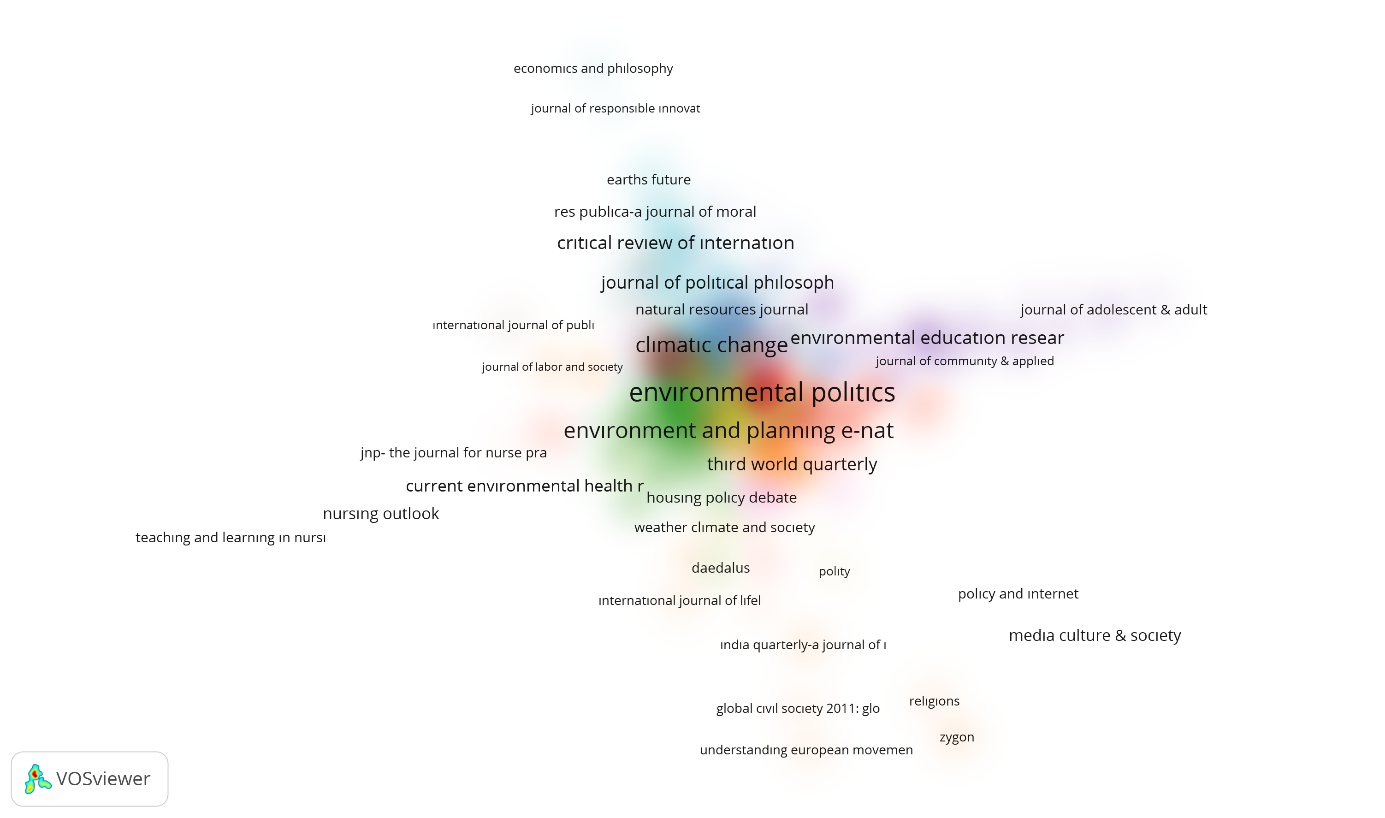 economics and philosophy
journal of responsible innovat
earths future
res publica-a journal of moral
critical review of internation
journal of political philosoph
natural resources journal
journal of adolescent & adult
international journal of publi
climatic change
environmental education resear
journal of community & applied
journal of labor and society
environmental politics
environment and planning e-nat
jnp- the journal for nurse pra
third world quarterly
current environmental health r
housing policy debate
nursing outlook
weather climate and society
teaching and learning in nursi
daedalus
polity
policy and internet
international journal of lifel
media culture & society
india quarterly-a journal of i
religions
global civil society 2011: glo
zygon
understanding european movemen
VOSviewer